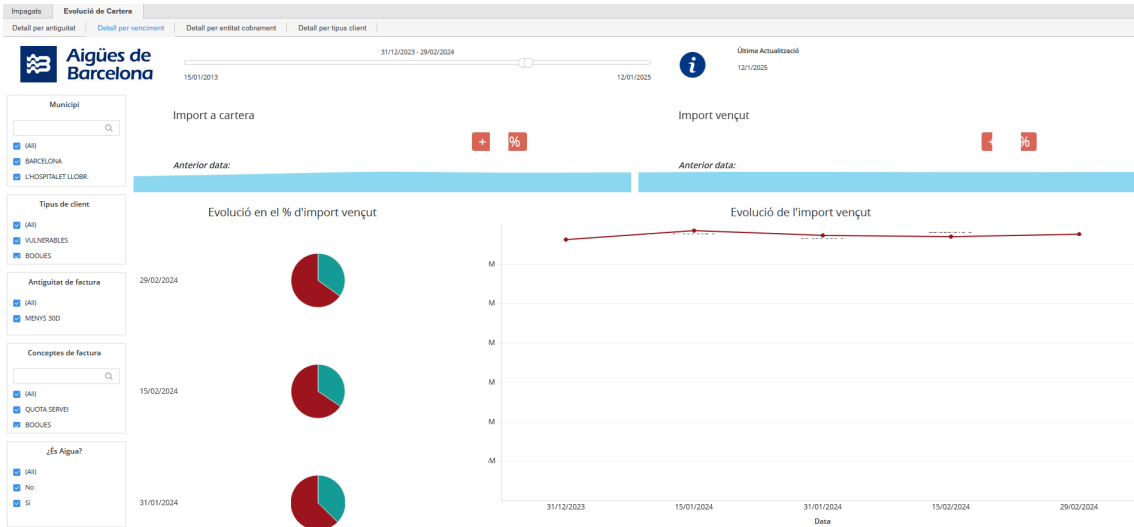 Impagats
Evolució de Cartera
Detall per antiguitat
Detall per venciment
Detall per entitat cobrament
Detall per tipus client
Aigües de
Barcelona
31/12/2023 - 29/02/2024
15/01/2013
12/01/2025
i
Última Actualització
12/1/2025
Municipi
(All)
BARCELONA
L'HOSPITALET LLOBR.
Tipus de client
(All)
VULNERABLES
BOQUES
Antiguitat de factura
(All)
MENYS 30D
Conceptes de factura
(All)
QUOTA SERVEI
BOQUES
¿És Aigua?
(All)
No
Sí
Import a cartera
+ %
Anterior data:
Import vençut
+ %
Anterior data:
Evolució en el % d'import vençut
29/02/2024
15/02/2024
31/01/2024
Evolució de l'import vençut
M
M
M
M
M
M
31/12/2023
15/01/2024
31/01/2024
15/02/2024
29/02/2024
Data